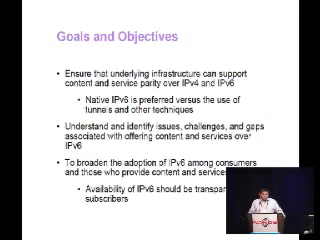 Goals and Objectives
• Ensure that underlying infrastructure can support
content and service parity over IPv4 and IPv6
• Native IPv6 is preferred versus the use of
tunnels and other techniques
• Understand and identify issues, challenges, and gaps
associated with offering content and services over
IPv6
• To broaden the adoption of IPv6 among consumers
and those who provide content and services
• Availability of IPv6 should be
subscribers